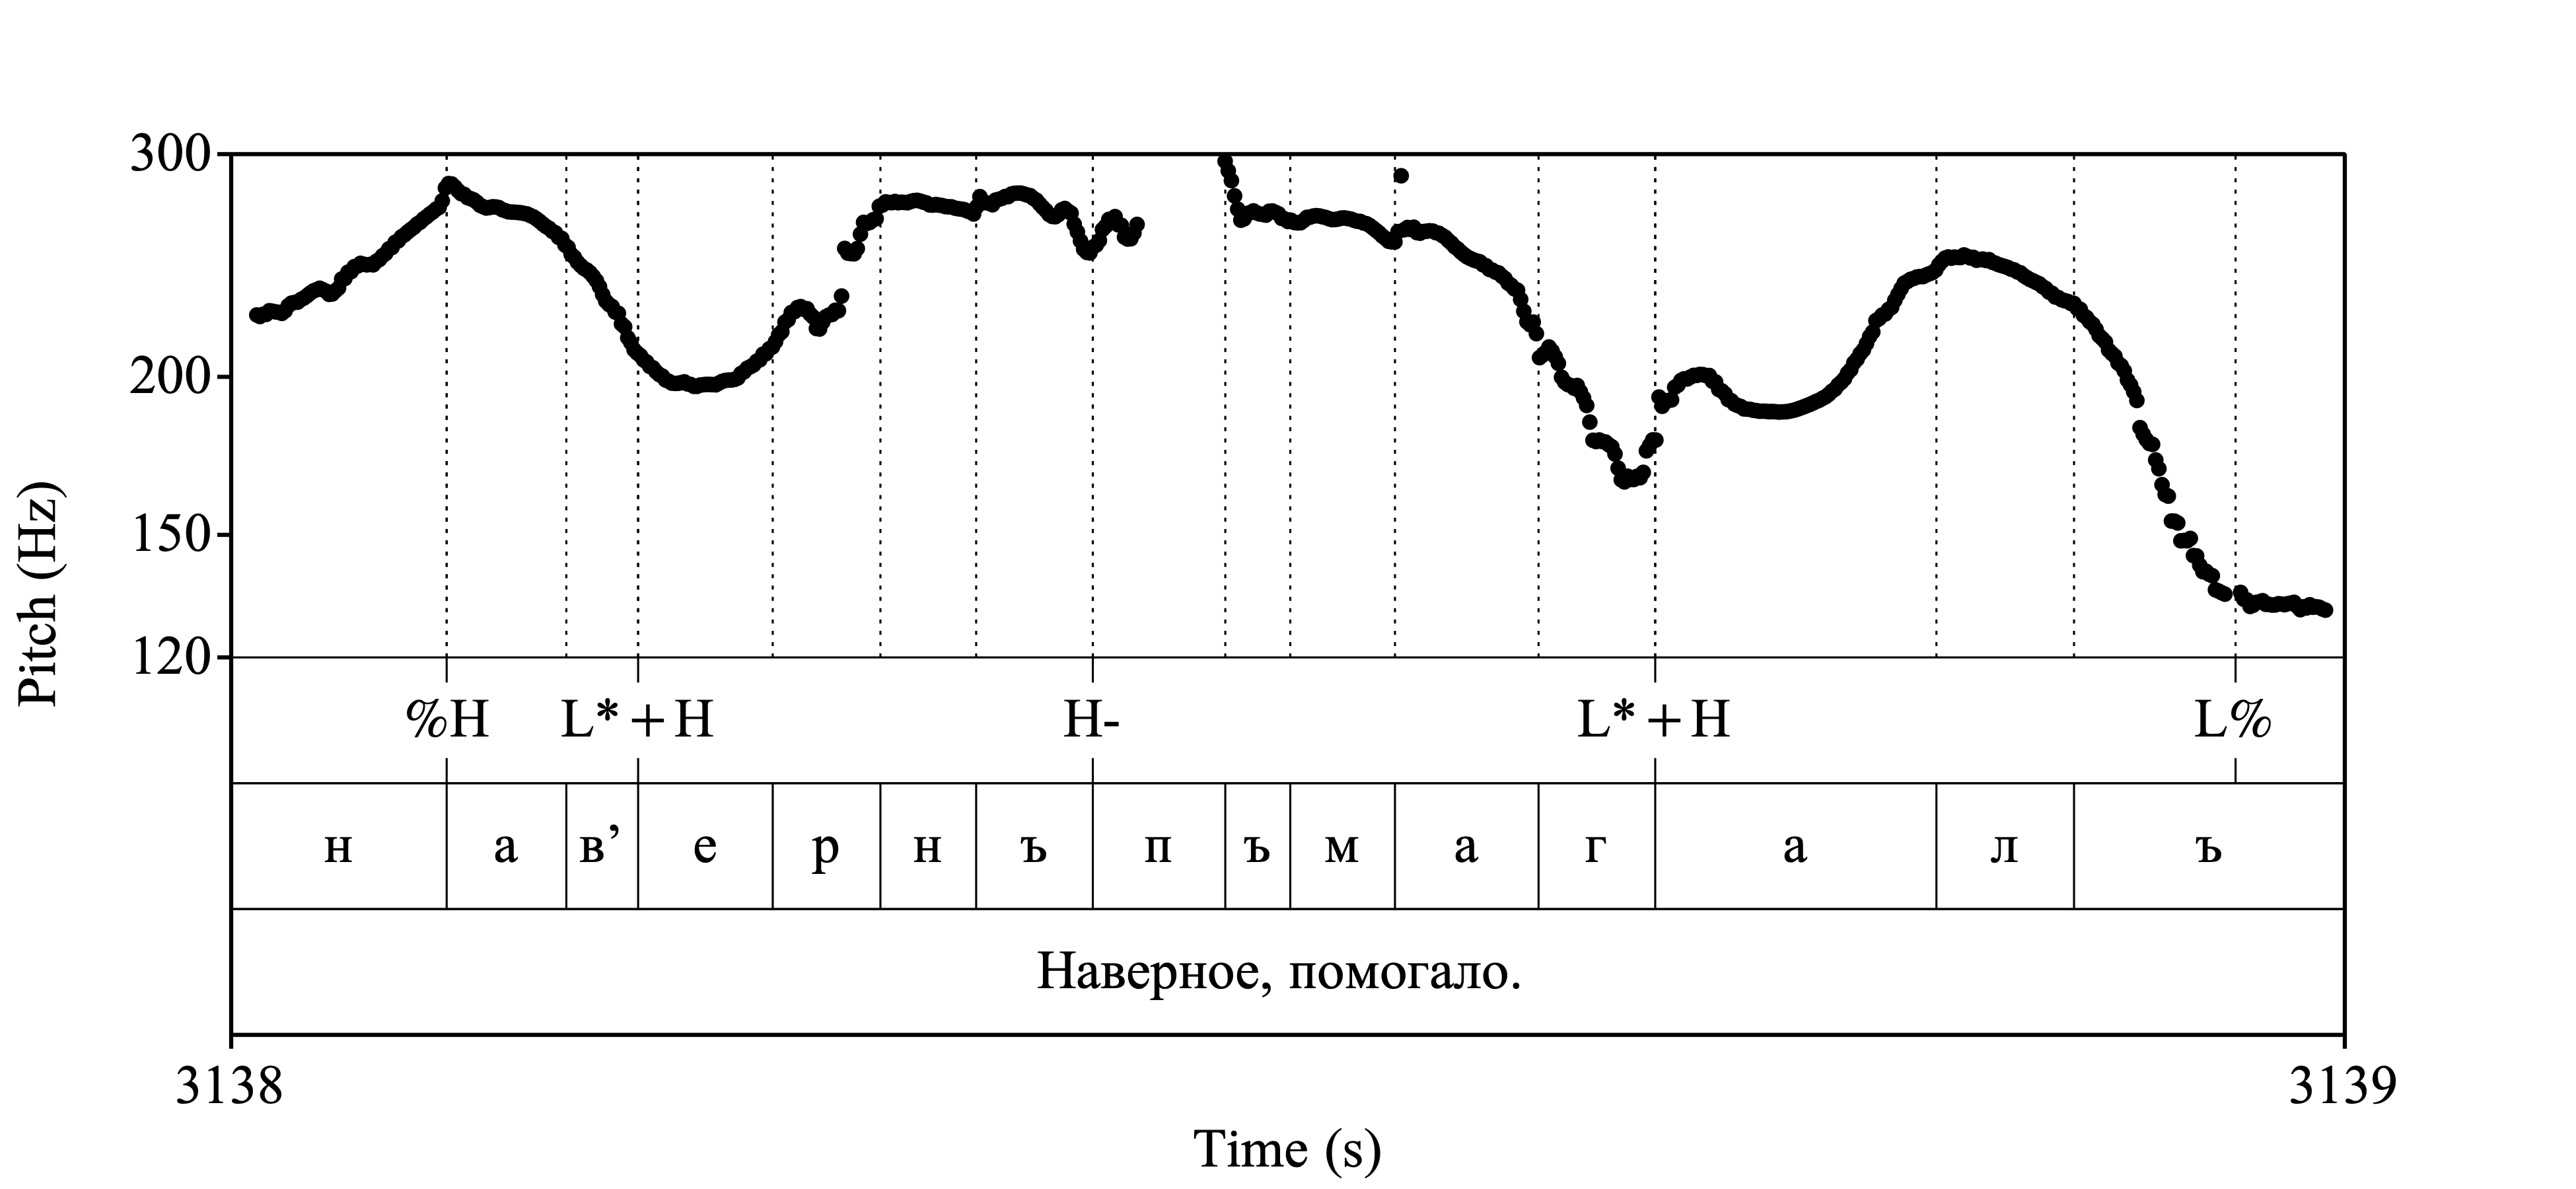 300
200
150
120
Pitch (Hz)
%H L*+H H- L*+H L%
н а в’ е р н ъ п ъ м а г а л ъ
Наверное, помогало.
3138 3139
Time (s)